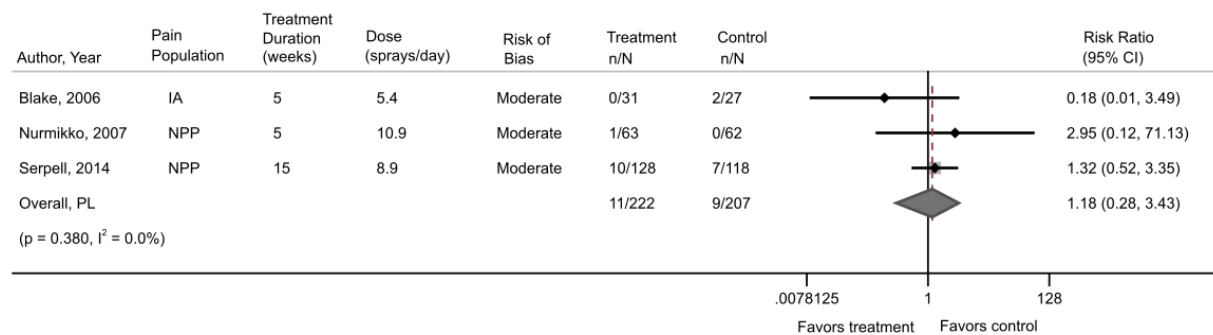 Author, Year Pain Population Treatment Duration (weeks) Dose (sprays/day) Risk of Bias Treatment n/N Control n/N Risk Ratio (95% CI)
Blake, 2006 IA 5 5.4 Moderate 0/31 2/27 0.18 (0.01, 3.49)
Nurmikko, 2007 NPP 5 10.9 Moderate 1/63 0/62 2.95 (0.12, 71.13)
Serpell, 2014 NPP 15 8.9 Moderate 10/128 7/118 1.32 (0.52, 3.35)
Overall, PL 11/222 9/207 1.18 (0.28, 3.43)
(p = 0.380, I² = 0.0%)
.0078125 1 128
Favors treatment Favors control